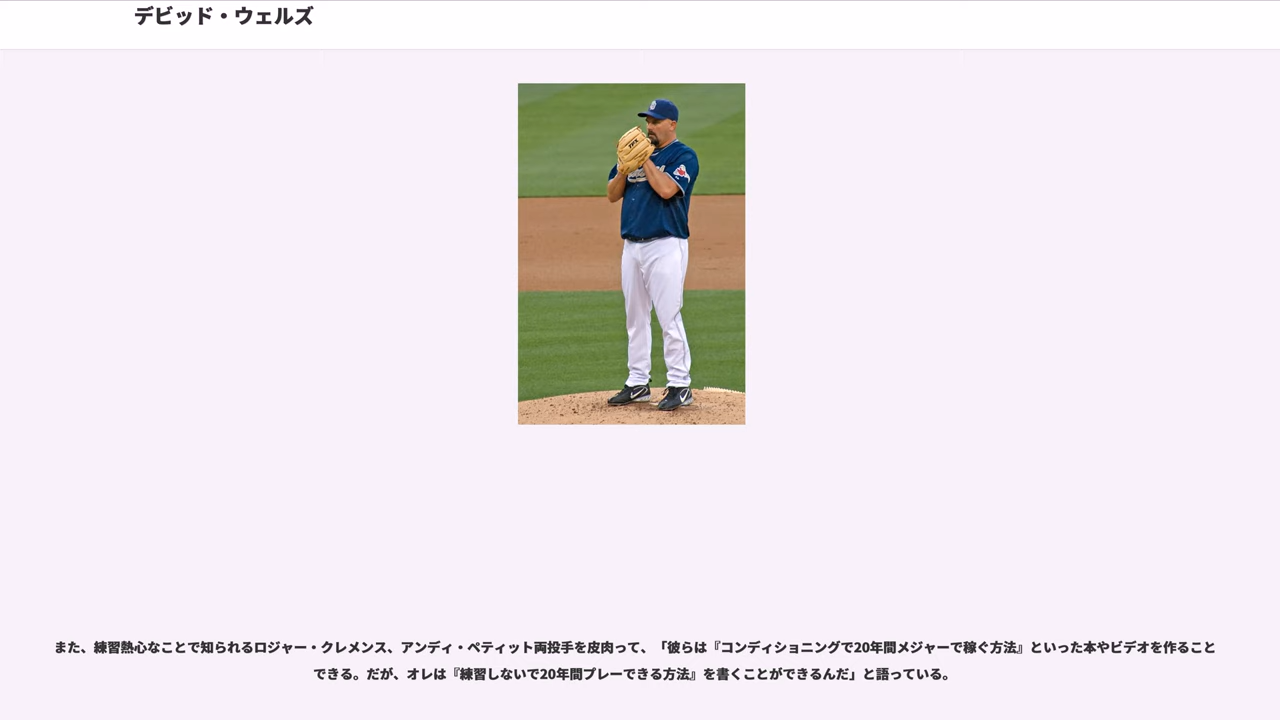 デビッド・ウェルズ
また、練習熱心なことで知られるロジャー・クレメンス、アンディ・ペティット両投手を皮肉って、「彼らは『コンディショニングで20年間メジャーで稼ぐ方法』といった本やビデオを作ること
できる。だが、オレは『練習しないで20年間プレーできる方法』を書くことができるんだ」と語っている。